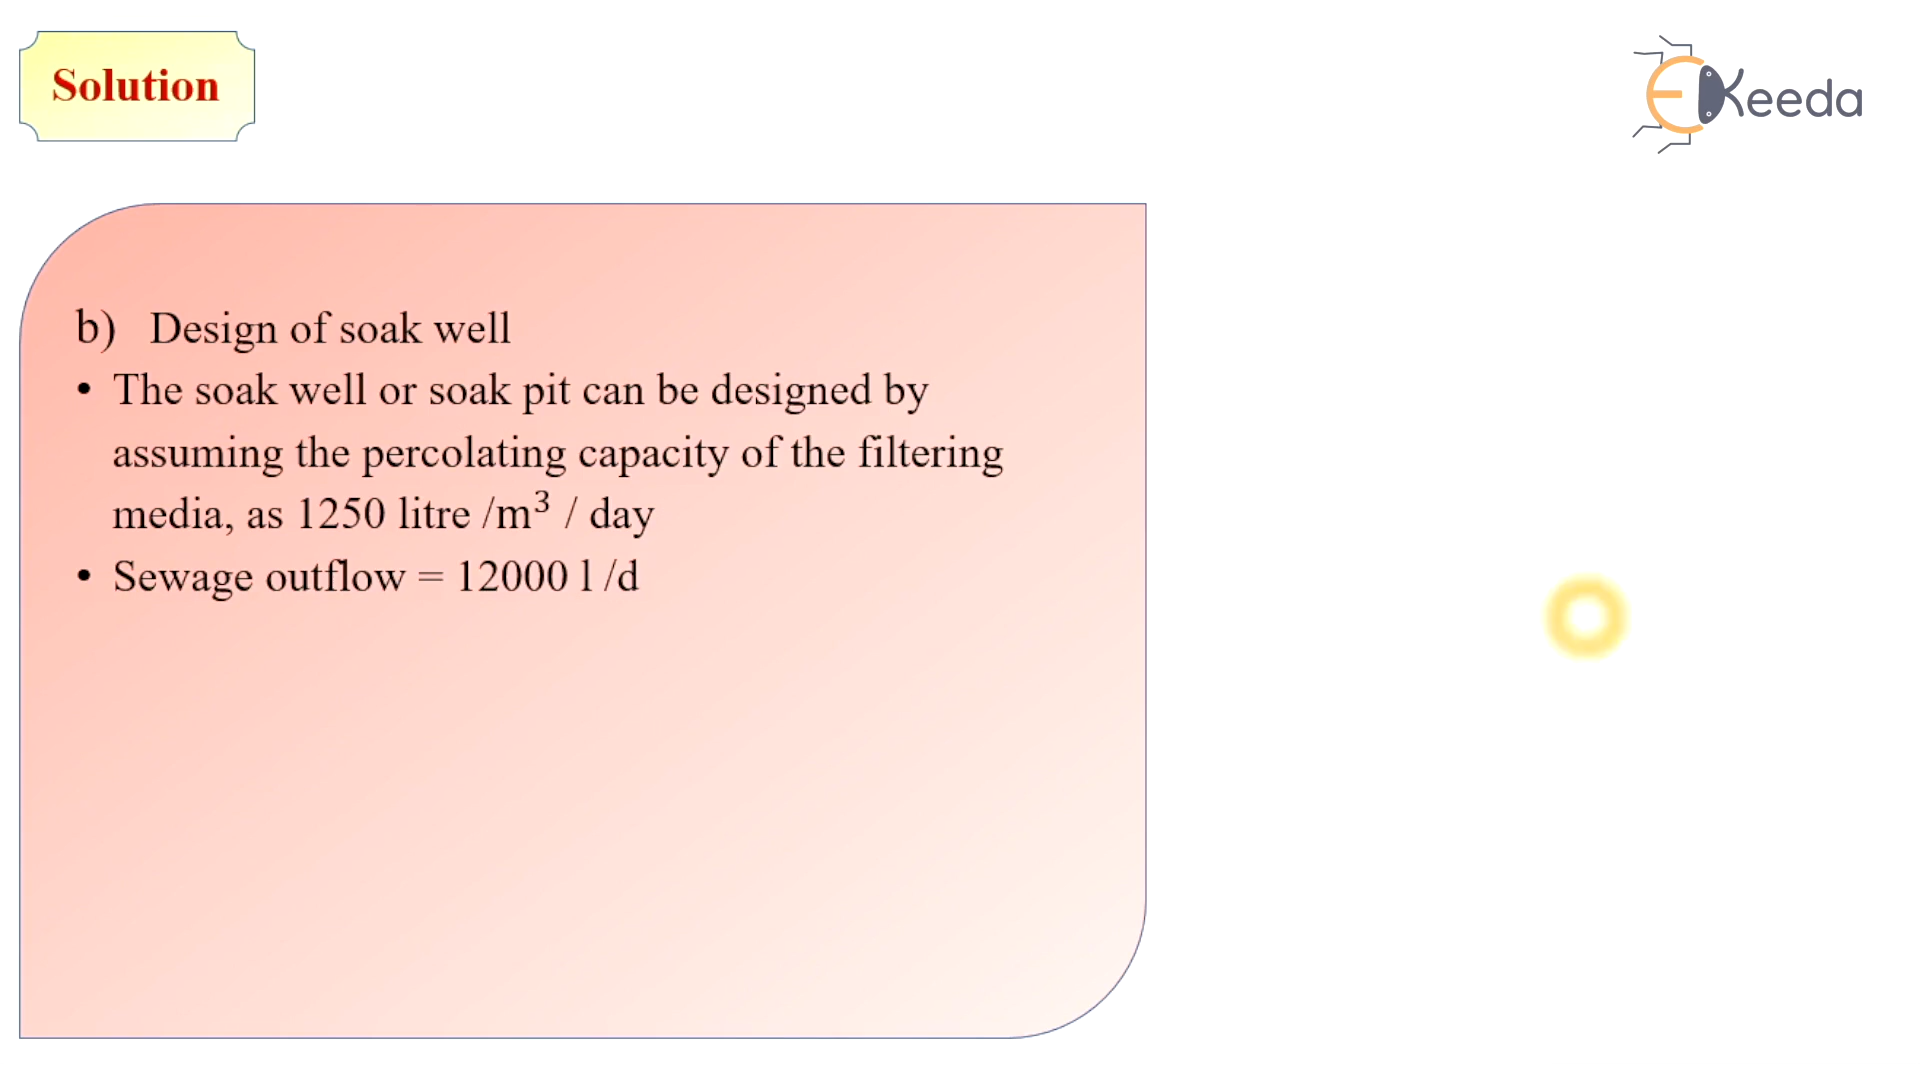 Solution
EKeeda
b) Design of soak well
• The soak well or soak pit can be designed by
assuming the percolating capacity of the filtering
media, as 1250 litre /m³ / day
• Sewage outflow = 12000 l /d